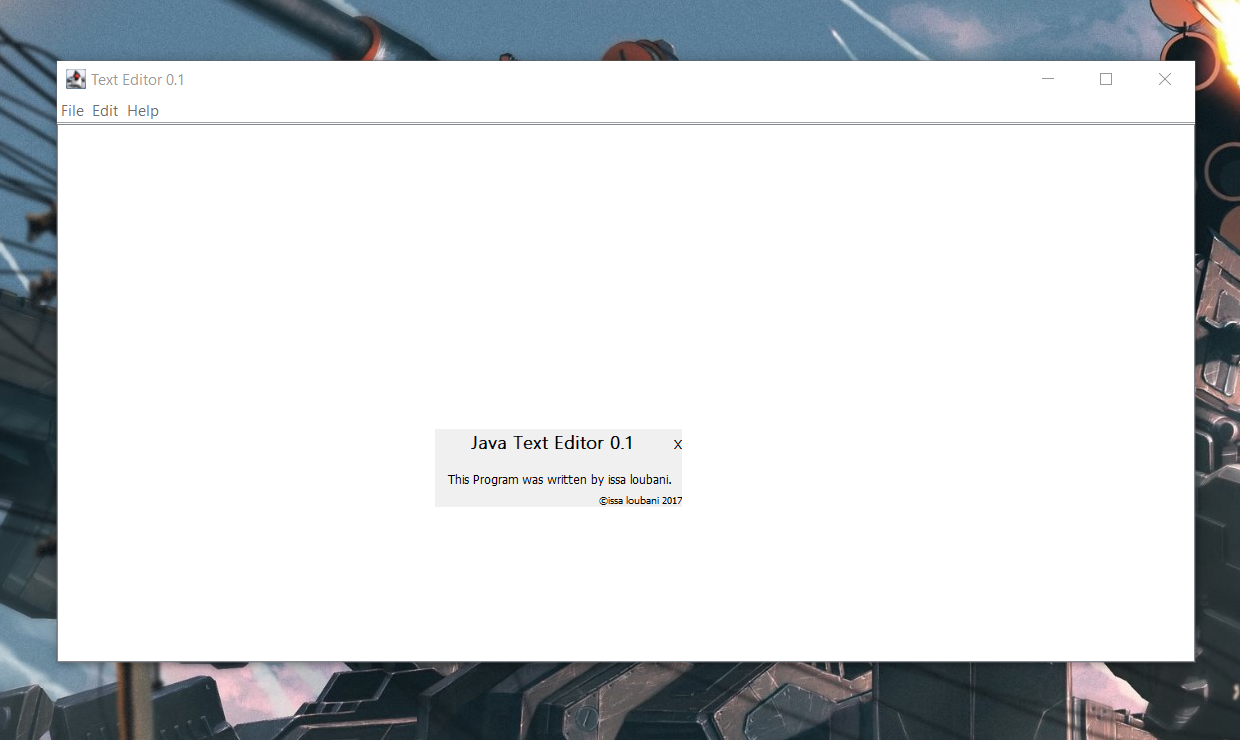 Text Editor 0.1
File Edit Help
Java Text Editor 0.1 X
This Program was written by issa loubani.
©issa loubani 2017